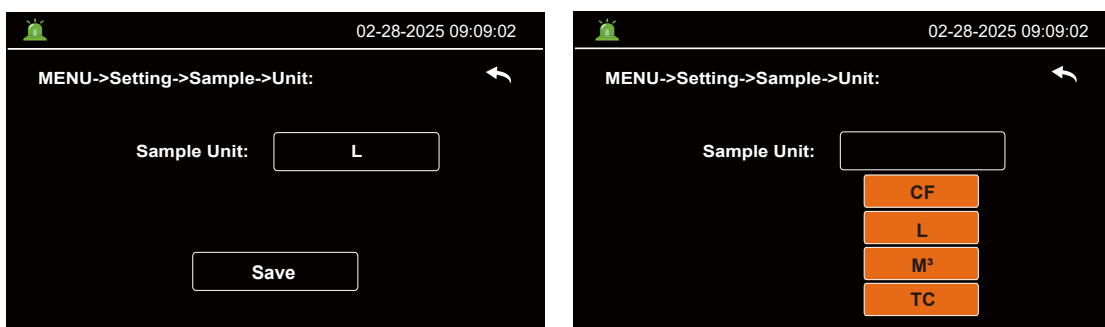 02-28-2025 09:09:02
MENU->Setting->Sample->Unit:
Sample Unit: L
Save
02-28-2025 09:09:02
MENU->Setting->Sample->Unit:
Sample Unit:
CF
L
M³
TC